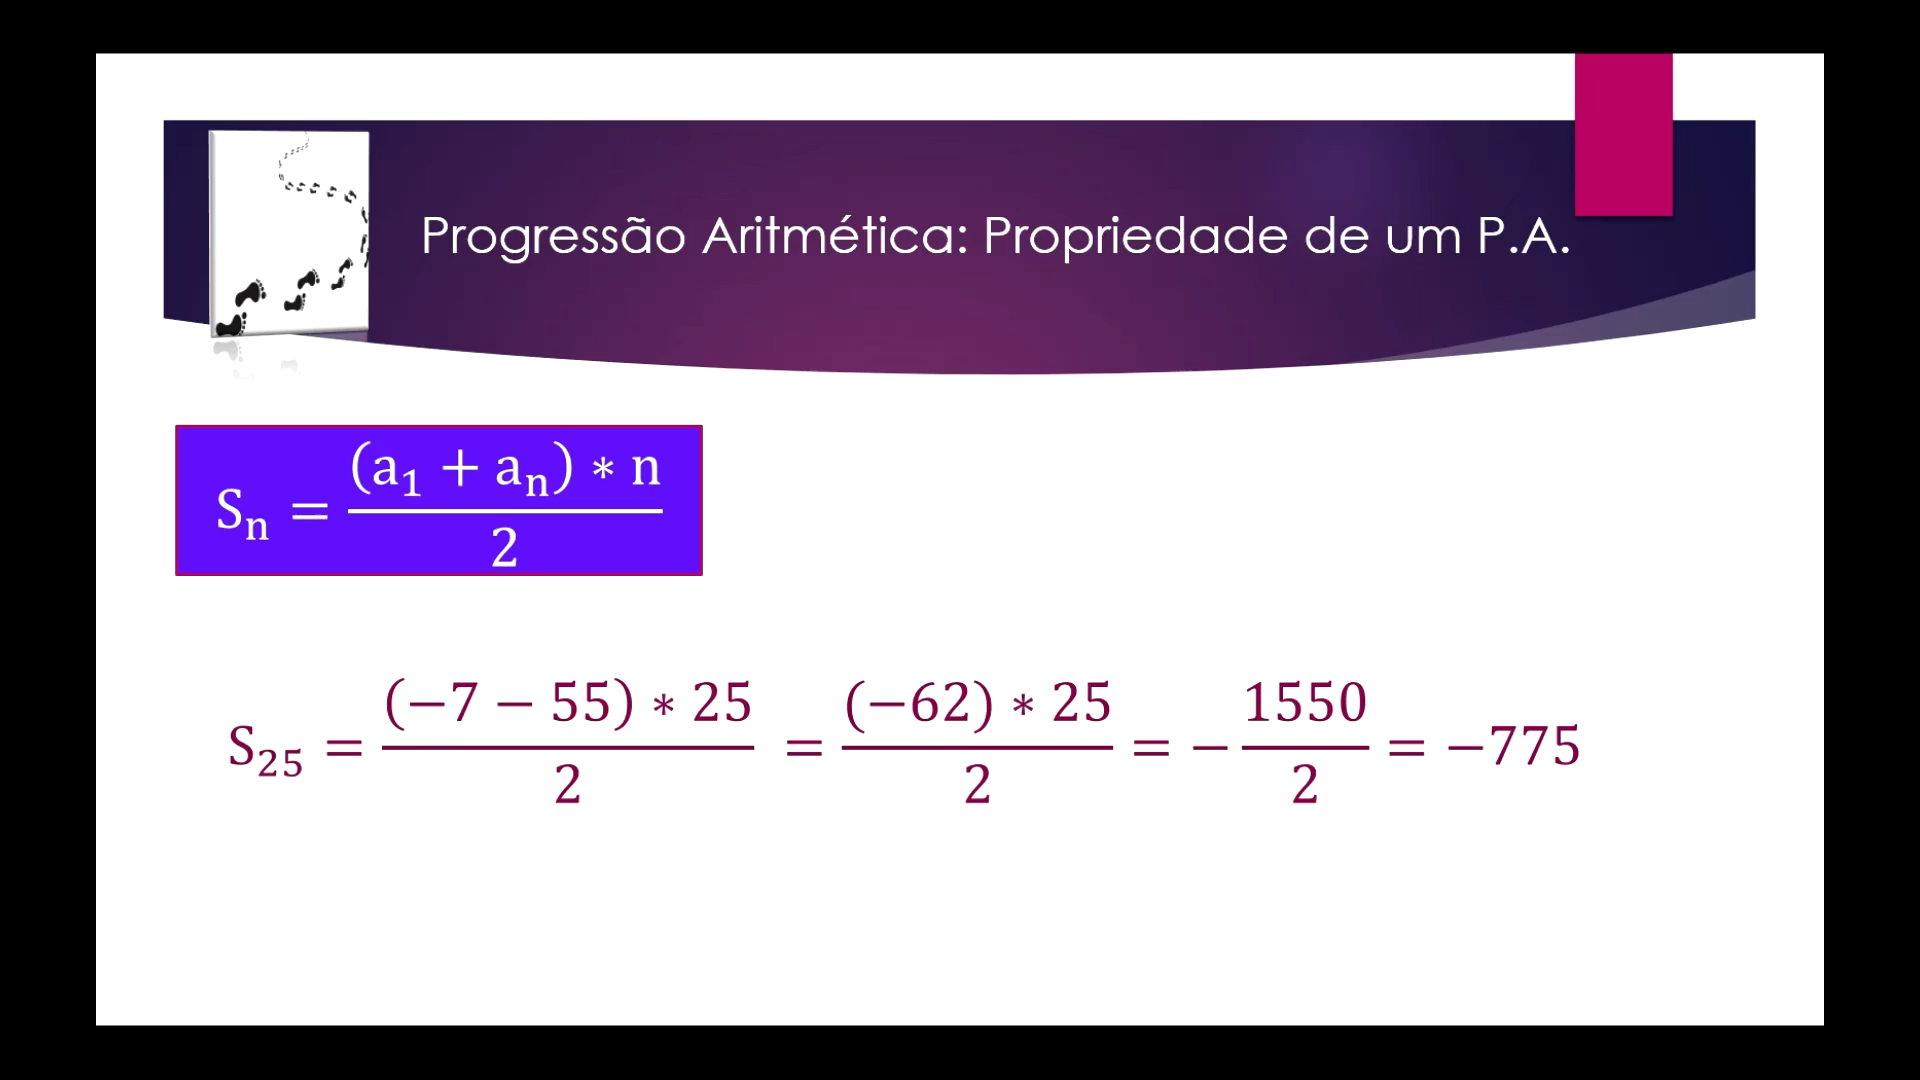 Progressão Aritmética: Propriedade de um P.A.
Sₙ = (a₁ + aₙ) ∗ n / 2
S₂₅ = (−7 − 55) ∗ 25 / 2 = (−62) ∗ 25 / 2 = − 1550 / 2 = −775